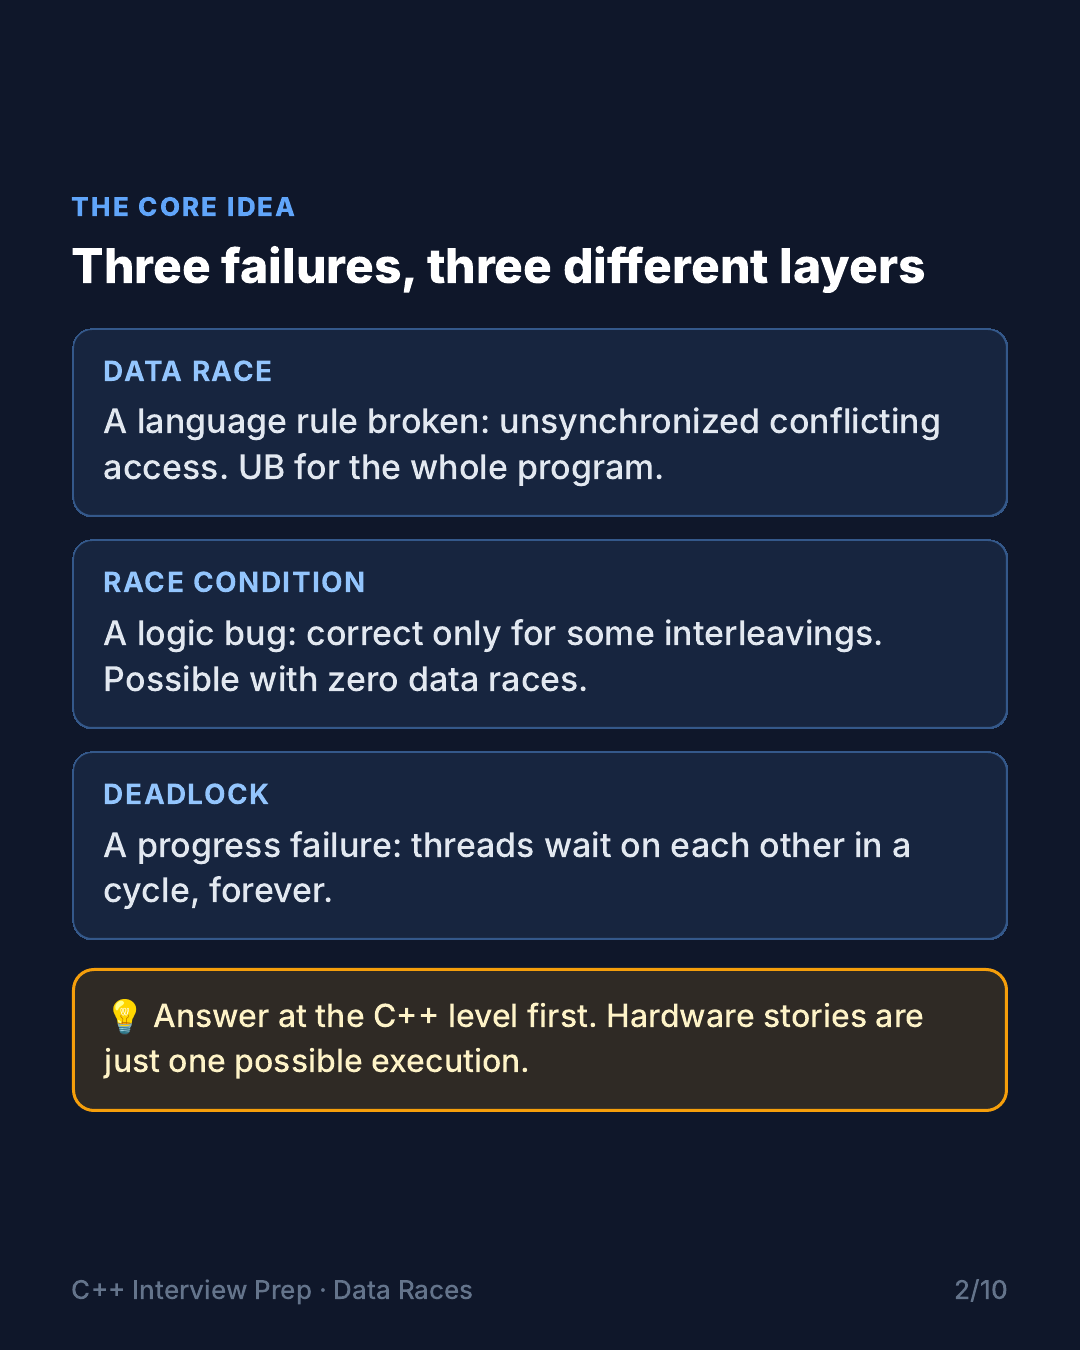 THE CORE IDEA
Three failures, three different layers
DATA RACE
A language rule broken: unsynchronized conflicting
access. UB for the whole program.
RACE CONDITION
A logic bug: correct only for some interleavings.
Possible with zero data races.
DEADLOCK
A progress failure: threads wait on each other in a
cycle, forever.
💡 Answer at the C++ level first. Hardware stories are
just one possible execution.
C++ Interview Prep · Data Races
2/10